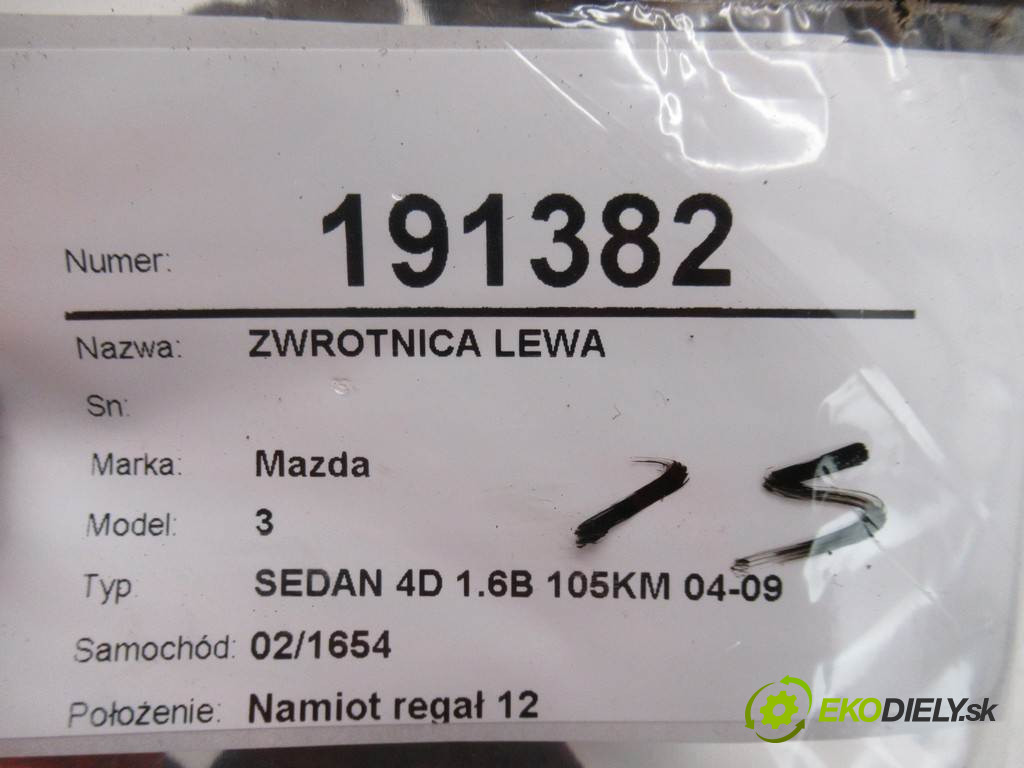 Numer: 191382
Nazwa: ZWROTNICA LEWA
Sn:
Marka: Mazda
Model: 3
Typ SEDAN 4D 1.6B 105KM 04-09
Samochód: 02/1654
Położenie: Namiot regał 12
EKODIELY.sk